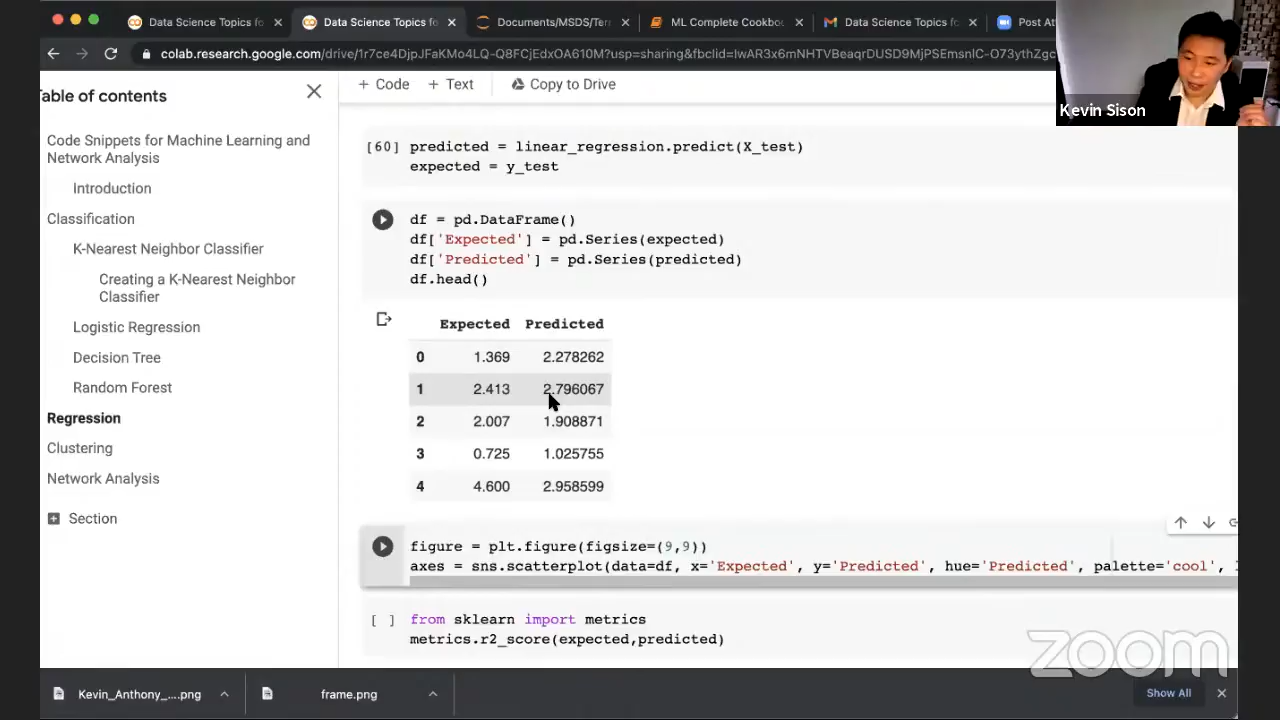 Data Science Topics fo
Data Science Topics fo
Documents/MSDS/Ter
ML Complete Cookbo
Data Science Topics fo
Post At
colab.research.google.com/drive/1r7ce4DjpJFaKMo4LQ-Q8FCjEdxOA610M?usp=sharing&fbclid=IwAR3x6mNHTVBeaqrDUSD9MjPSEmsnIC-O73ythZgc
Kevin Sison
Table of contents
Code Snippets for Machine Learning and
Network Analysis
Introduction
Classification
K-Nearest Neighbor Classifier
Creating a K-Nearest Neighbor
Classifier
Logistic Regression
Decision Tree
Random Forest
Regression
Clustering
Network Analysis
Section
+ Code + Text Copy to Drive
[60] predicted = linear_regression.predict(X_test)
expected = y_test
df = pd.DataFrame()
df['Expected'] = pd.Series(expected)
df['Predicted'] = pd.Series(predicted)
df.head()
Expected Predicted
0 1.369 2.278262
1 2.413 2.796067
2 2.007 1.908871
3 0.725 1.025755
4 4.600 2.958599
figure = plt.figure(figsize=(9,9))
axes = sns.scatterplot(data=df, x='Expected', y='Predicted', hue='Predicted', palette='cool',
[ ] from sklearn import metrics
metrics.r2_score(expected,predicted)
zoom
Kevin_Anthony_....png
frame.png
Show All